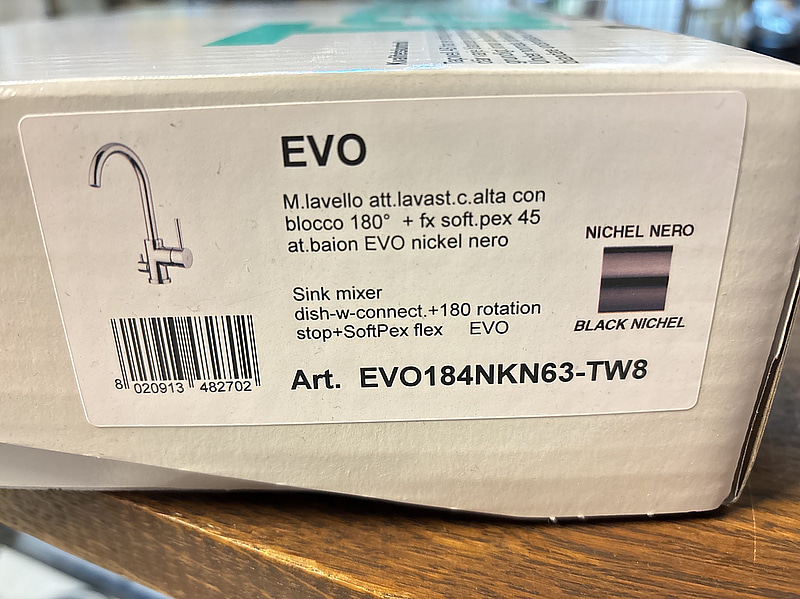 EVO
M.lavello att.lavast.c.alta con
blocco 180° + fx soft.pex 45
at.baion EVO nickel nero
NICHEL NERO
BLACK NICHEL
Sink mixer
dish-w-connect.+180 rotation
stop+SoftPex flex EVO
Art. EVO184NKN63-TW8
8 020913 482702